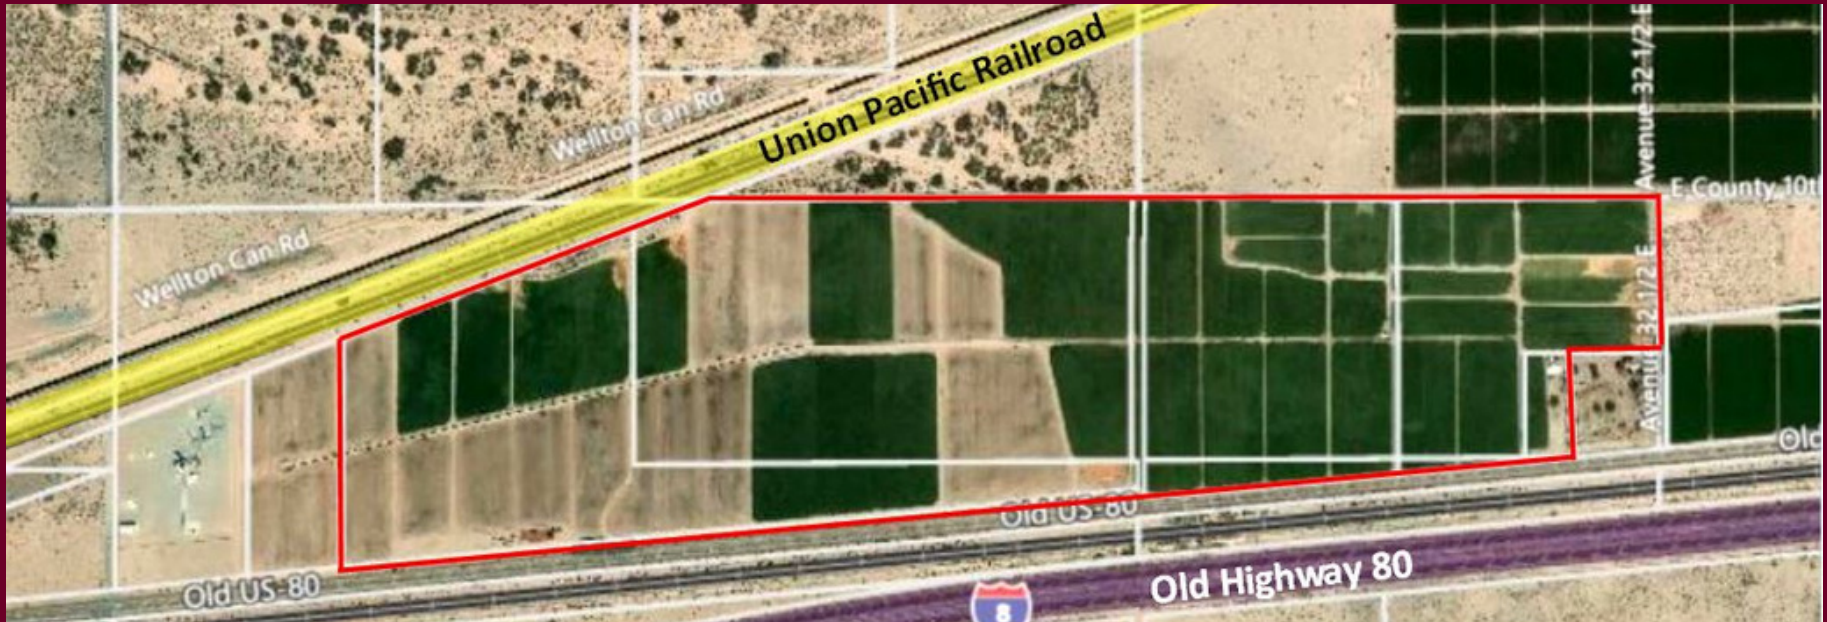 Union Pacific Railroad
Avenue 32 1/2 E
Wellton Can Rd
E County 10t
Wellton Can Rd
Avenue 32 1/2 E
Old
Old US-80
Old US-80
Old Highway 80
8